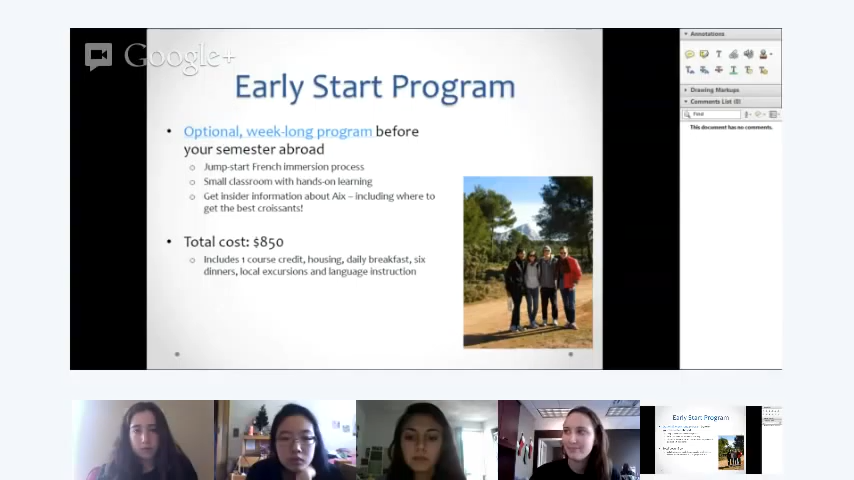 Google+
Early Start Program
• Optional, week-long program before
your semester abroad
o Jump-start French immersion process
o Small classroom with hands-on learning
o Get insider information about Aix – including where to
get the best croissants!
• Total cost: $850
o Includes 1 course credit, housing, daily breakfast, six
dinners, local excursions and language instruction
Annotations
Drawing Markups
Comments List (0)
Find
This document has no comments.
Early Start Program